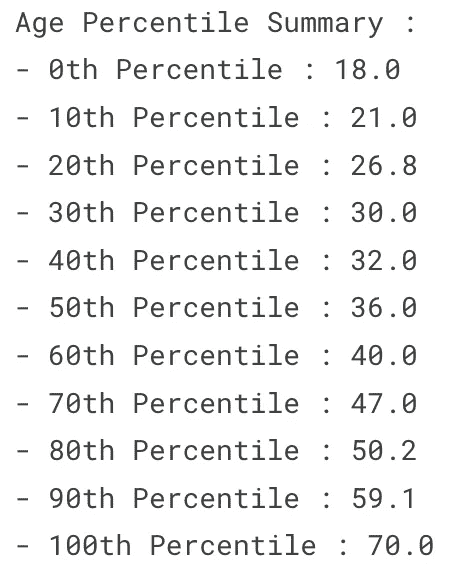 Age Percentile Summary :
- 0th Percentile : 18.0
- 10th Percentile : 21.0
- 20th Percentile : 26.8
- 30th Percentile : 30.0
- 40th Percentile : 32.0
- 50th Percentile : 36.0
- 60th Percentile : 40.0
- 70th Percentile : 47.0
- 80th Percentile : 50.2
- 90th Percentile : 59.1
- 100th Percentile : 70.0